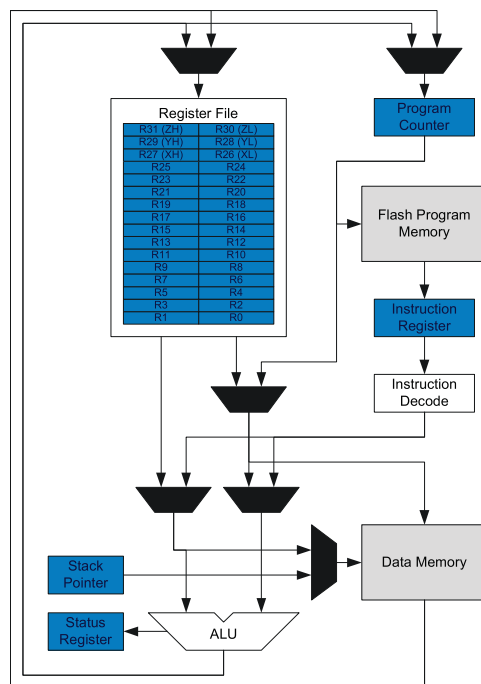 Register File
R31 (ZH) R30 (ZL)
R29 (YH) R28 (YL)
R27 (XH) R26 (XL)
R25 R24
R23 R22
R21 R20
R19 R18
R17 R16
R15 R14
R13 R12
R11 R10
R9 R8
R7 R6
R5 R4
R3 R2
R1 R0
Program
Counter
Flash Program
Memory
Instruction
Register
Instruction
Decode
Stack
Pointer
Data Memory
Status
Register
ALU